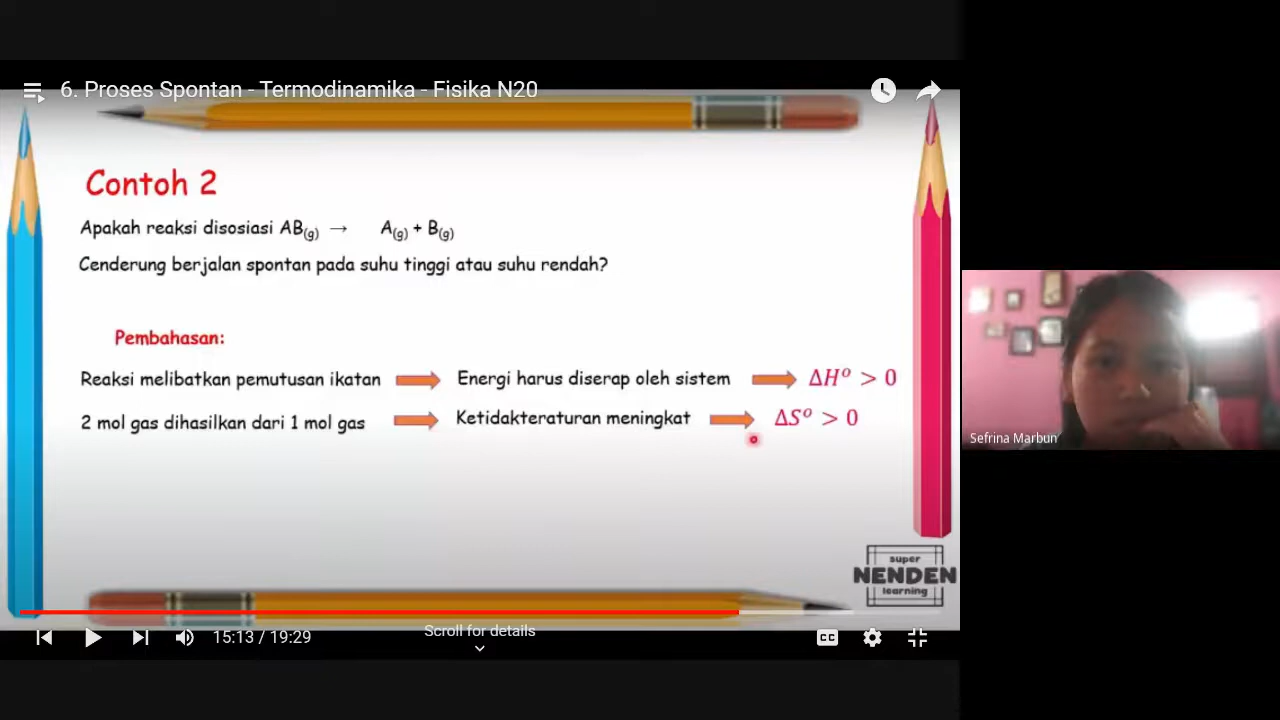 6. Proses Spontan - Termodinamika - Fisika N20
Contoh 2
Apakah reaksi disosiasi AB(g) → A(g) + B(g)
Cenderung berjalan spontan pada suhu tinggi atau suhu rendah?
Pembahasan:
Reaksi melibatkan pemutusan ikatan Energi harus diserap oleh sistem ΔH° > 0
2 mol gas dihasilkan dari 1 mol gas Ketidakteraturan meningkat ΔS° > 0
Sefrina Marbun
super
NENDEN
learning
15:13 / 19:29
Scroll for details
CC